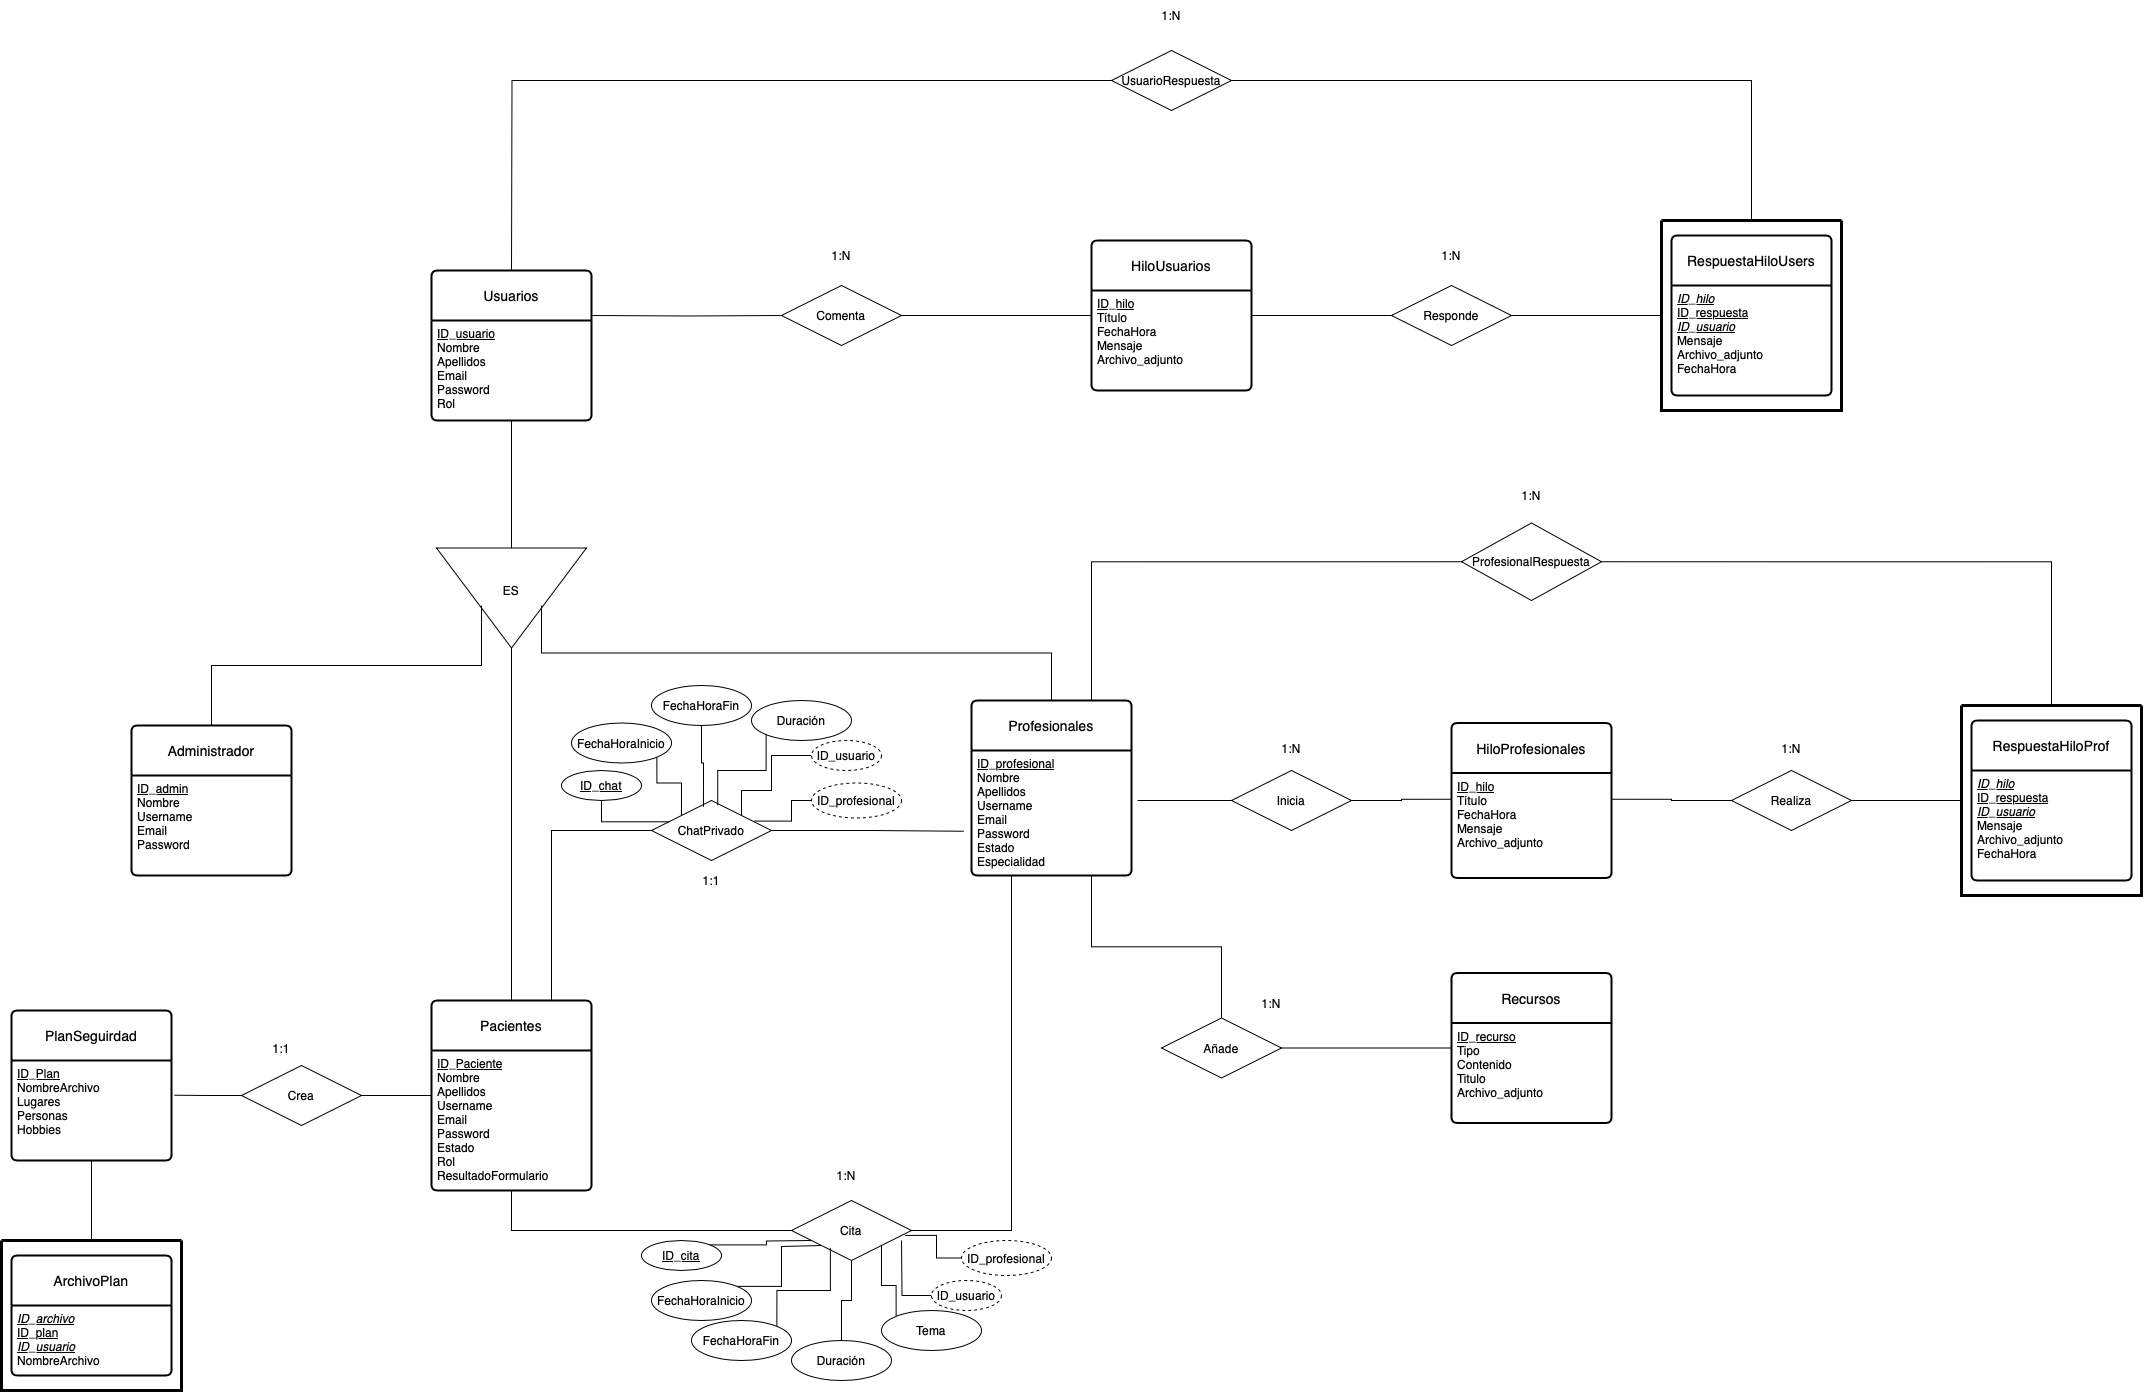 1:N
UsuarioRespuesta
Usuarios
ID_usuario
Nombre
Apellidos
Email
Password
Rol
1:N
Comenta
HiloUsuarios
ID_hilo
Título
FechaHora
Mensaje
Archivo_adjunto
1:N
Responde
RespuestaHiloUsers
ID_hilo
ID_respuesta
ID_usuario
Mensaje
Archivo_adjunto
FechaHora
ES
1:N
ProfesionalRespuesta
Administrador
ID_admin
Nombre
Username
Email
Password
FechaHoraFin
Duración
FechaHoraInicio
ID_usuario
ID_chat
ID_profesional
ChatPrivado
1:1
Profesionales
ID_profesional
Nombre
Apellidos
Username
Email
Password
Estado
Especialidad
1:N
Inicia
HiloProfesionales
ID_hilo
Título
FechaHora
Mensaje
Archivo_adjunto
1:N
Realiza
RespuestaHiloProf
ID_hilo
ID_respuesta
ID_usuario
Mensaje
Archivo_adjunto
FechaHora
1:N
Añade
Recursos
ID_recurso
Tipo
Contenido
Titulo
Archivo_adjunto
PlanSeguirdad
ID_Plan
NombreArchivo
Lugares
Personas
Hobbies
1:1
Crea
Pacientes
ID_Paciente
Nombre
Apellidos
Username
Email
Password
Estado
Rol
ResultadoFormulario
1:N
Cita
ID_cita
ID_profesional
FechaHoraInicio
ID_usuario
FechaHoraFin
Tema
Duración
ArchivoPlan
ID_archivo
ID_plan
ID_usuario
NombreArchivo